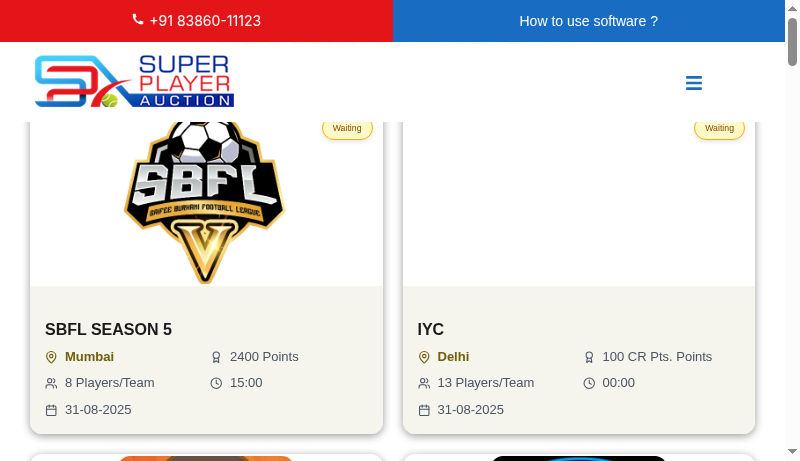 +91 83860-11123
How to use software ?
SUPER
PLAYER
AUCTION
Waiting
Waiting
SBFL
SAIFEE BURHANI FOOTBALL LEAGUE
V
SBFL SEASON 5
Mumbai
2400 Points
8 Players/Team
15:00
31-08-2025
IYC
Delhi
100 CR Pts. Points
13 Players/Team
00:00
31-08-2025